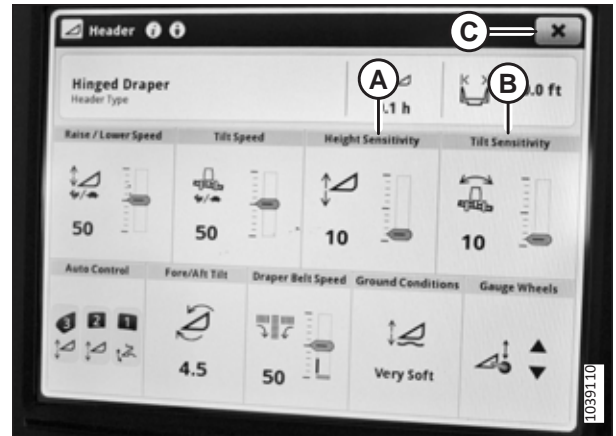 Header
C
Hinged Draper
Header Type
A
B
.1 h
.0 ft
Raise / Lower Speed
Tilt Speed
Height Sensitivity
Tilt Sensitivity
50
50
10
10
Auto Control
Fore/Aft Tilt
Draper Belt Speed
Ground Conditions
Gauge Wheels
3
2
1
4.5
50
Very Soft
1039110